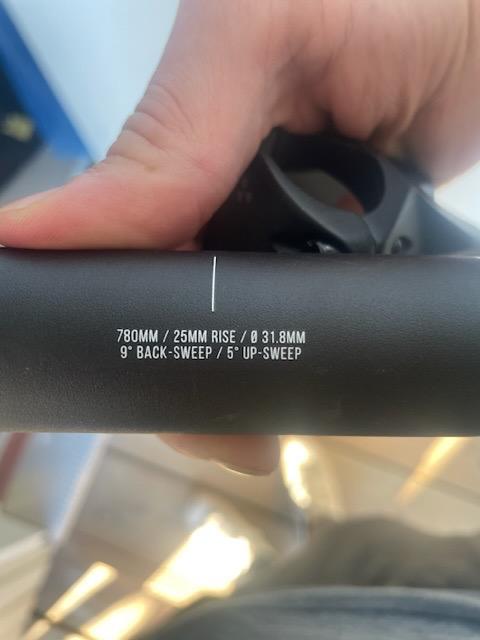 780MM / 25MM RISE / Ø 31.8MM
9° BACK-SWEEP / 5° UP-SWEEP